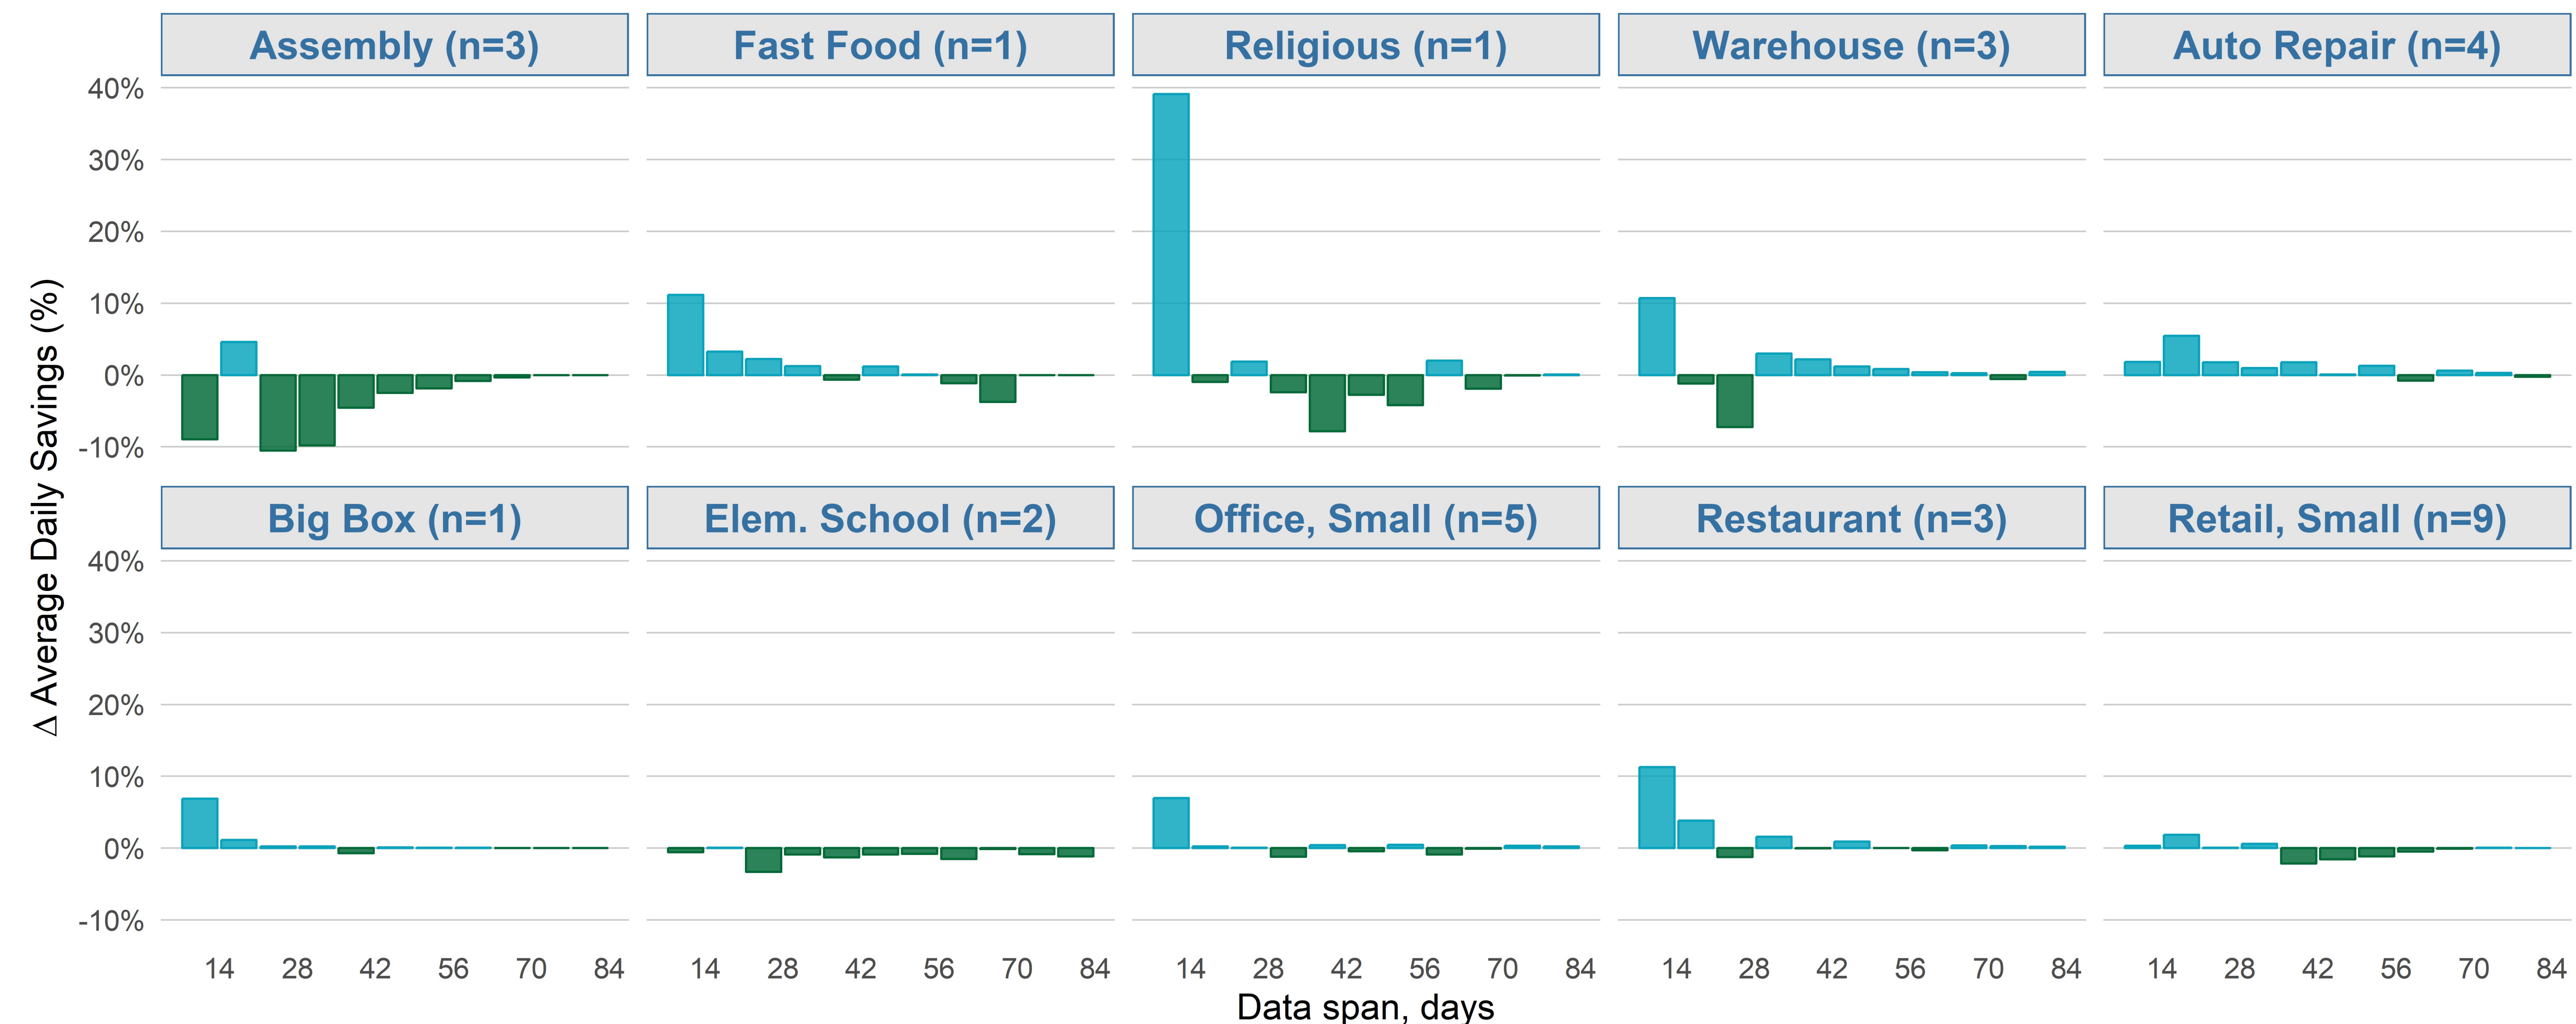 Assembly (n=3) Fast Food (n=1) Religious (n=1) Warehouse (n=3) Auto Repair (n=4)
40%
30%
20%
10%
0%
-10%
Δ Average Daily Savings (%)
Big Box (n=1) Elem. School (n=2) Office, Small (n=5) Restaurant (n=3) Retail, Small (n=9)
40%
30%
20%
10%
0%
-10%
14 28 42 56 70 84 14 28 42 56 70 84 14 28 42 56 70 84 14 28 42 56 70 84 14 28 42 56 70 84
Data span, days